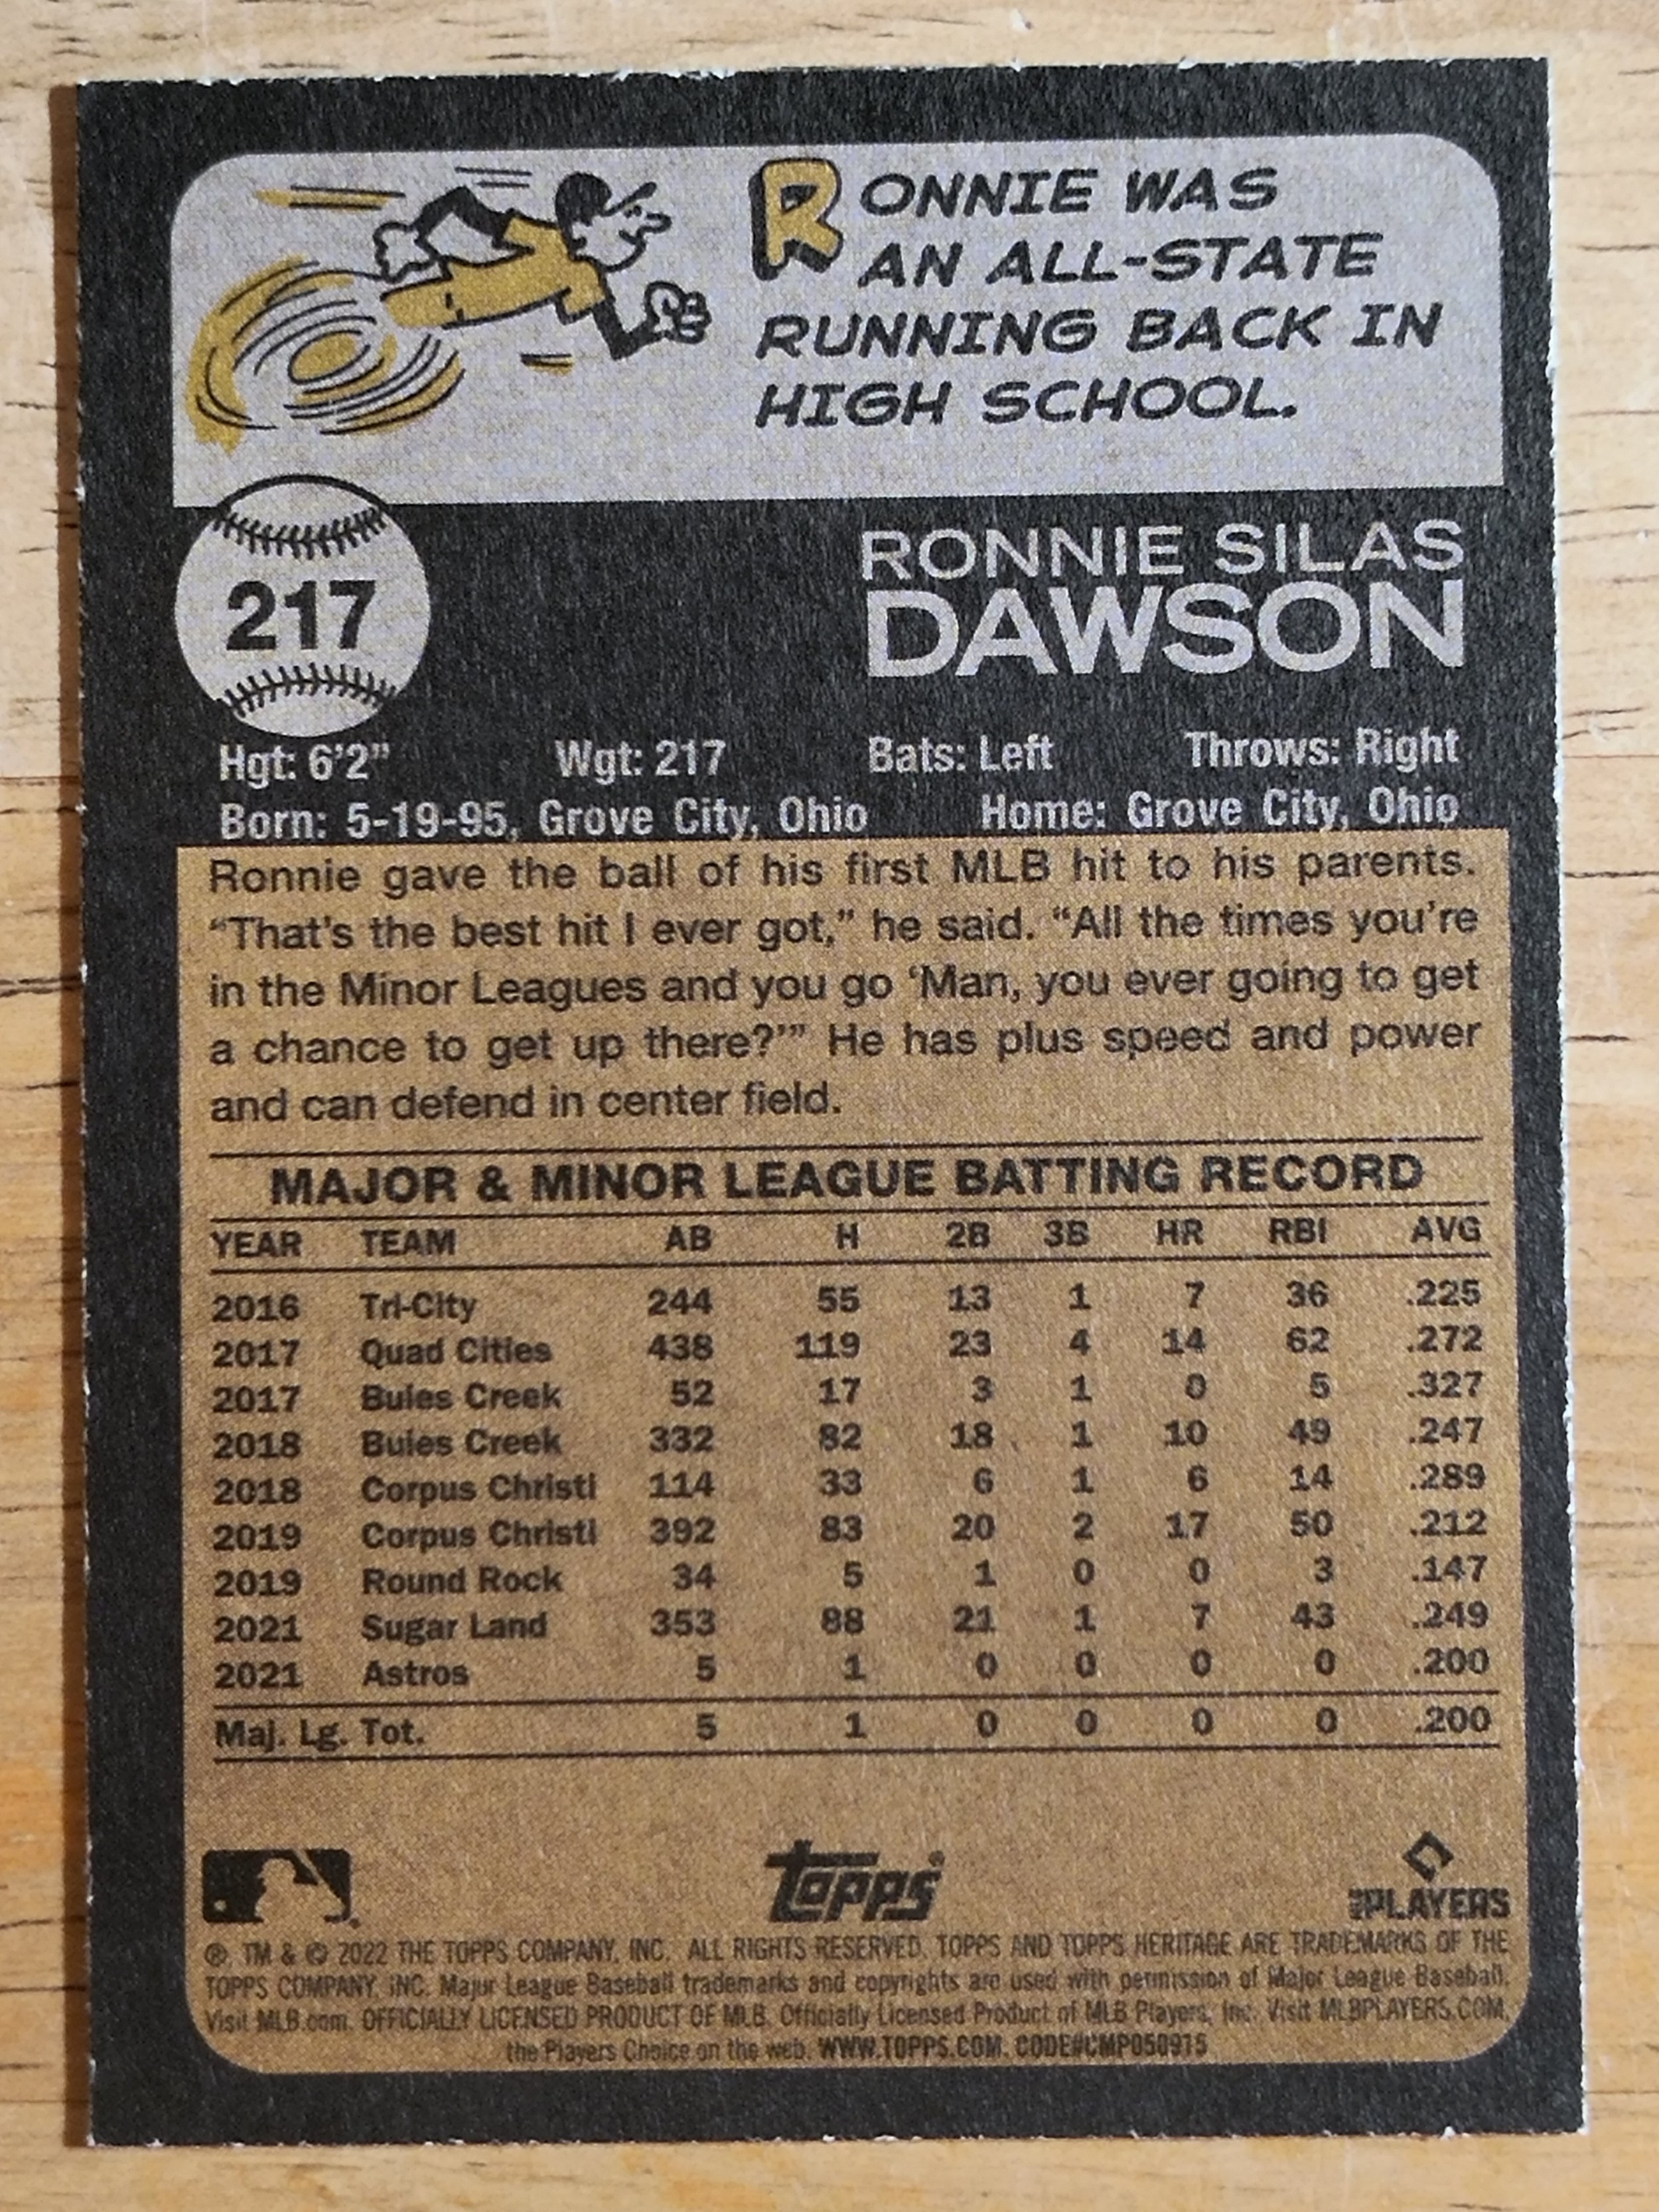 RONNIE WAS
AN ALL-STATE
RUNNING BACK IN
HIGH SCHOOL.
217
RONNIE SILAS
DAWSON
Hgt: 6'2" Wgt: 217 Bats: Left Throws: Right
Born: 5-19-95, Grove City, Ohio Home: Grove City, Ohio
Ronnie gave the ball of his first MLB hit to his parents.
“That’s the best hit I ever got,” he said. “All the times you’re
in the Minor Leagues and you go ‘Man, you ever going to get
a chance to get up there?’” He has plus speed and power
and can defend in center field.
MAJOR & MINOR LEAGUE BATTING RECORD
YEAR TEAM AB H 2B 3B HR RBI AVG
2016 Tri-City 244 55 13 1 7 36 .225
2017 Quad Cities 438 119 23 4 14 62 .272
2017 Buies Creek 52 17 3 1 0 5 .327
2018 Buies Creek 332 82 18 1 10 49 .247
2018 Corpus Christi 114 33 6 1 6 14 .289
2019 Corpus Christi 392 83 20 2 17 50 .212
2019 Round Rock 34 5 1 0 0 3 .147
2021 Sugar Land 353 88 21 1 7 43 .249
2021 Astros 5 1 0 0 0 0 .200
Maj. Lg. Tot. 5 1 0 0 0 0 .200
topps® PLAYERS
®, TM & © 2022 THE TOPPS COMPANY, INC. ALL RIGHTS RESERVED. TOPPS AND TOPPS HERITAGE ARE TRADEMARKS OF THE
TOPPS COMPANY, INC. Major League Baseball trademarks and copyrights are used with permission of Major League Baseball.
Visit MLB.com. OFFICIALLY LICENSED PRODUCT OF MLB. Officially Licensed Product of MLB Players, Inc. Visit MLBPLAYERS.COM,
the Players Choice on the web. WWW.TOPPS.COM. CODE#CMP050915